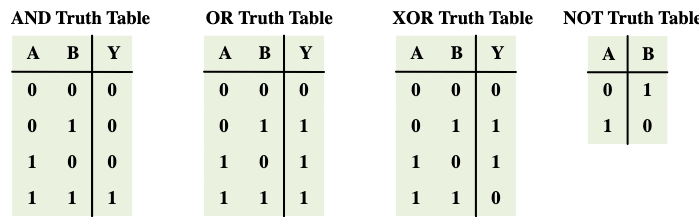 AND Truth Table OR Truth Table XOR Truth Table NOT Truth Table
A B Y A B Y A B Y A B
0 0 0 0 0 0 0 0 0 0 1
0 1 0 0 1 1 0 1 1 1 0
1 0 0 1 0 1 1 0 1
1 1 1 1 1 1 1 1 0